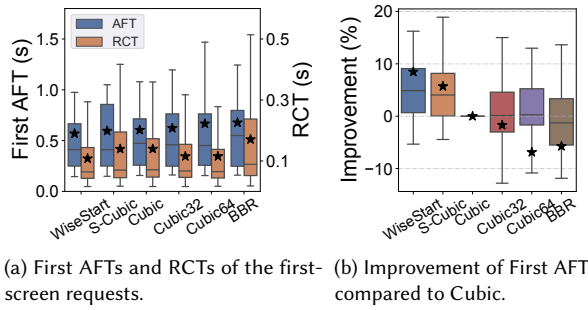 (a)
(b)
AFT
RCT
First AFT (s)
1.5
1.0
0.5
0.0
RCT (s)
0.5
0.3
0.1
WiseStart
S-Cubic
Cubic
Cubic32
Cubic64
BBR
Improvement (%)
20
10
0
−10
WiseStart
S-Cubic
Cubic
Cubic32
Cubic64
BBR
(a) First AFTs and RCTs of the first-
screen requests.
(b) Improvement of First AFT
compared to Cubic.